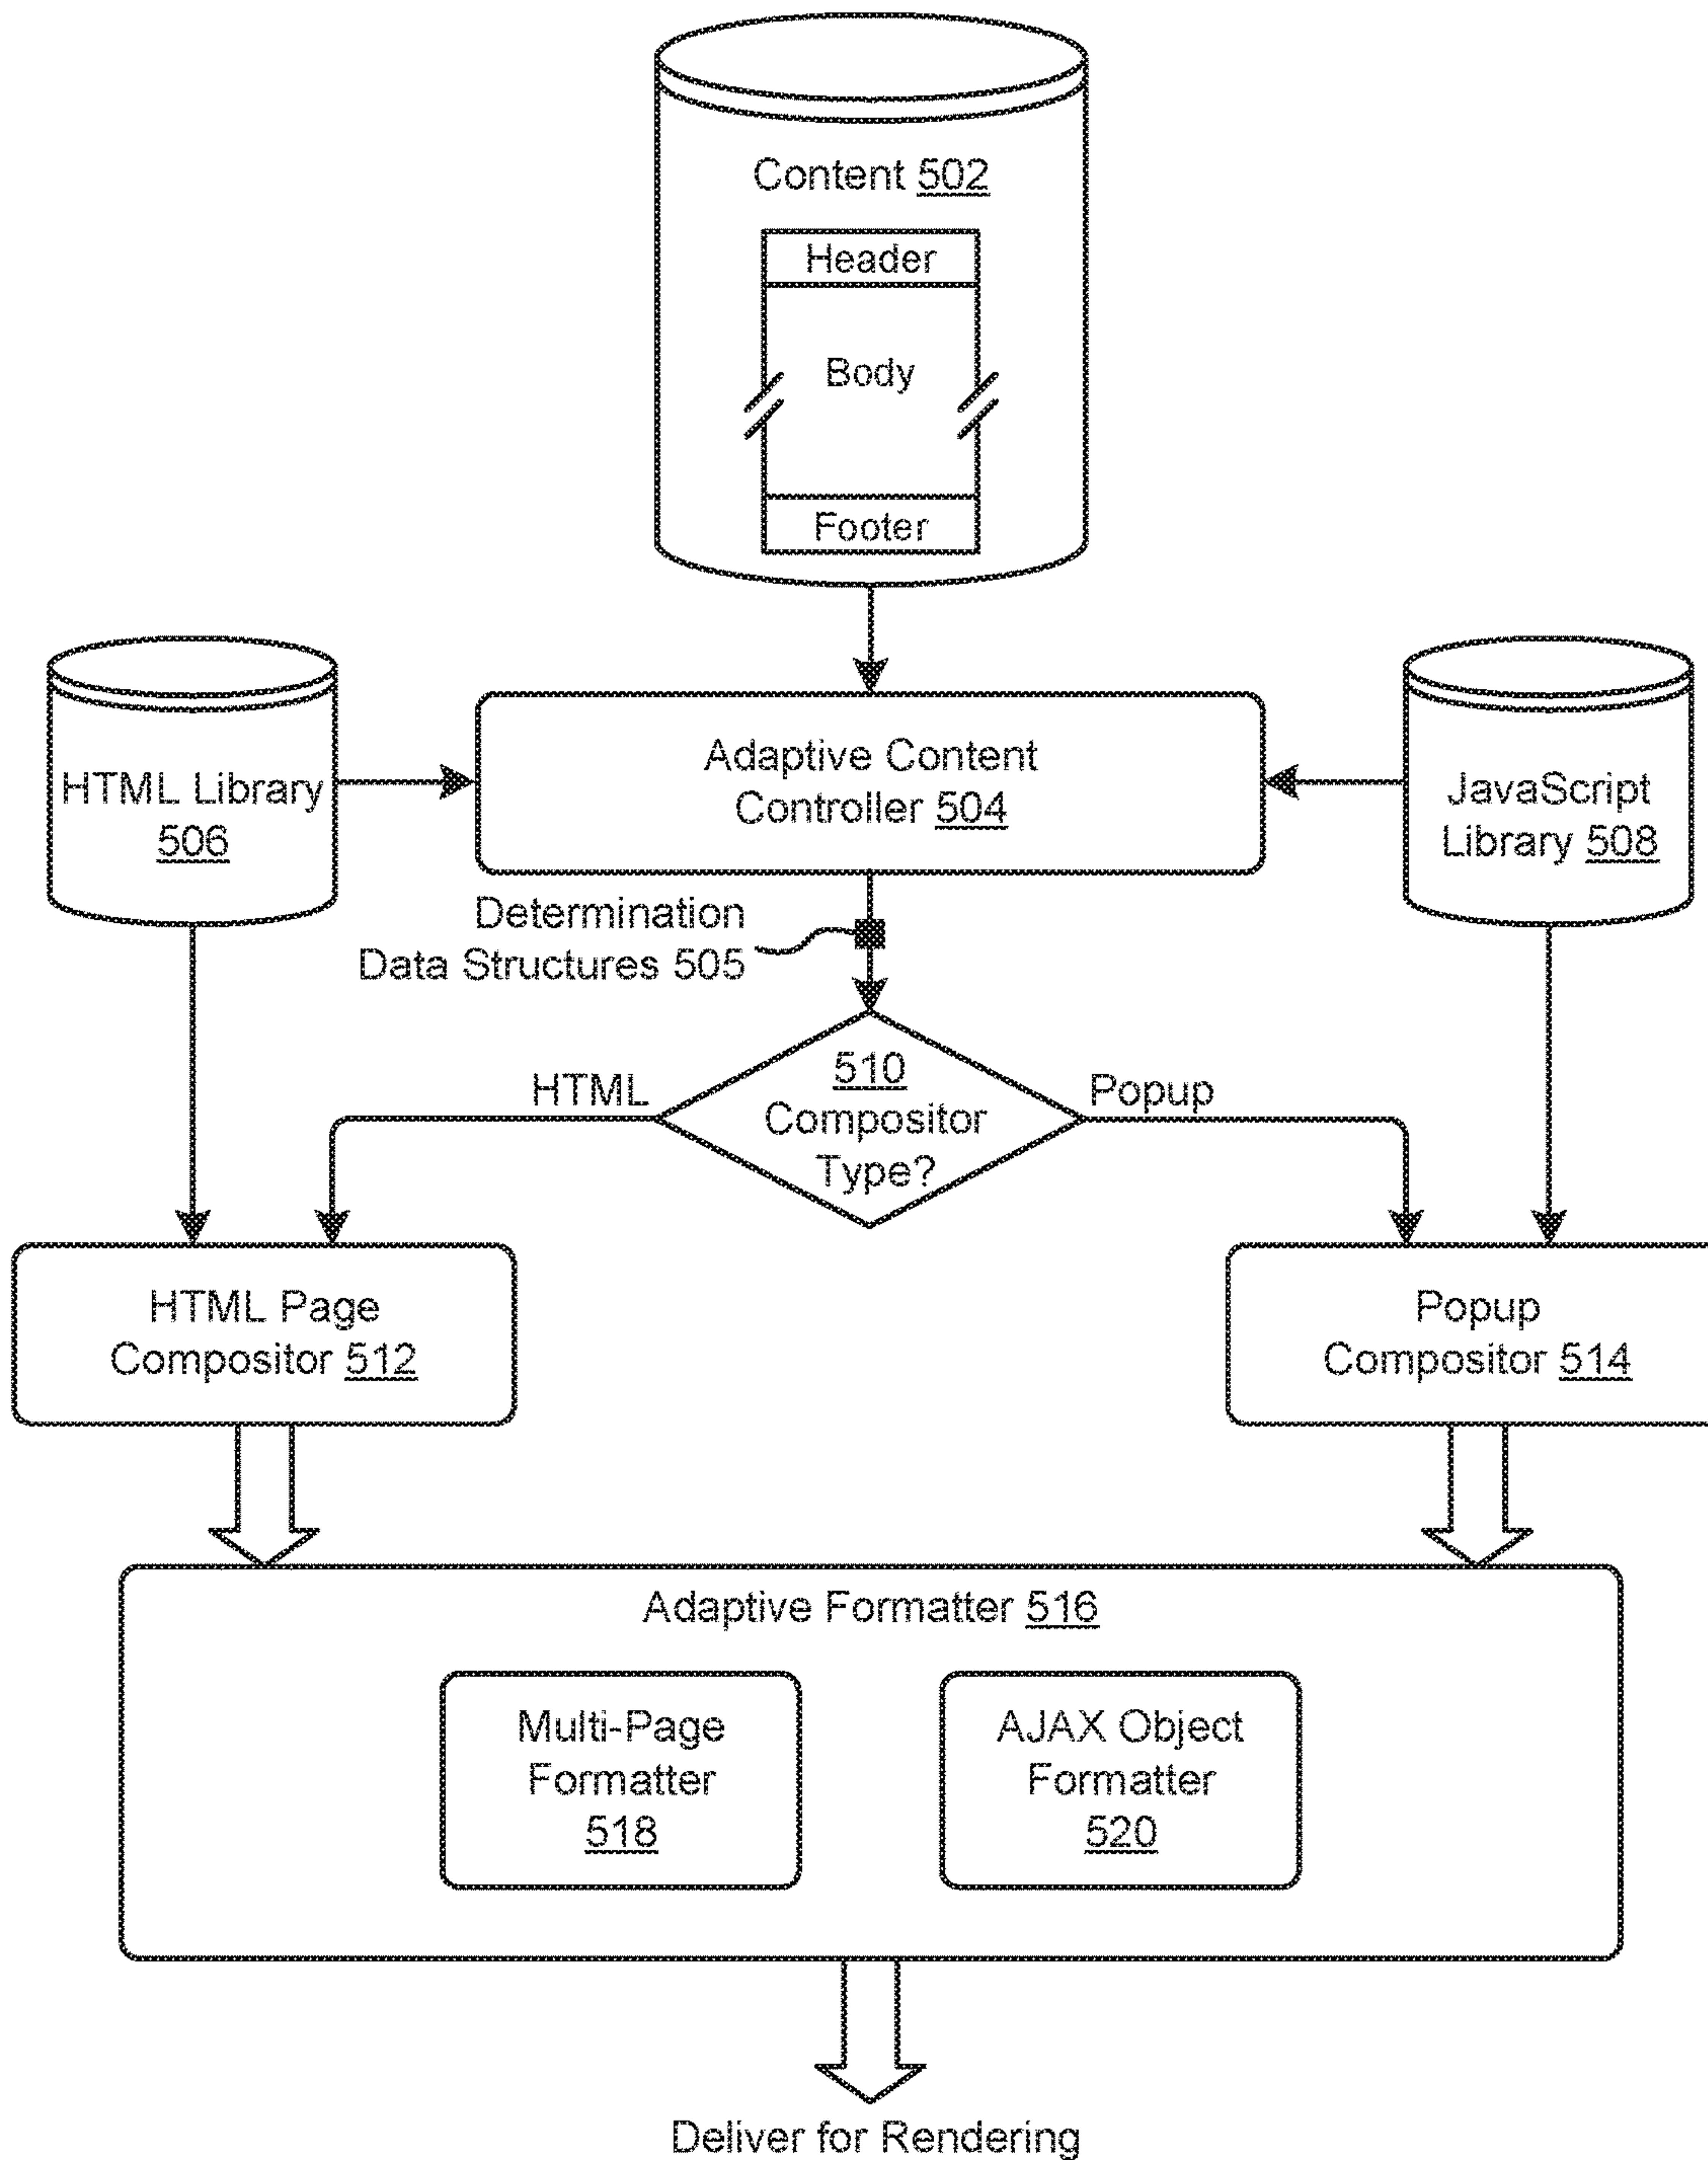 Content 502
Header
Body
Footer
HTML Library
506
Adaptive Content
Controller 504
JavaScript
Library 508
Determination
Data Structures 505
HTML
510
Compositor
Type?
Popup
HTML Page
Compositor 512
Popup
Compositor 514
Adaptive Formatter 516
Multi-Page
Formatter
518
AJAX Object
Formatter
520
Deliver for Rendering